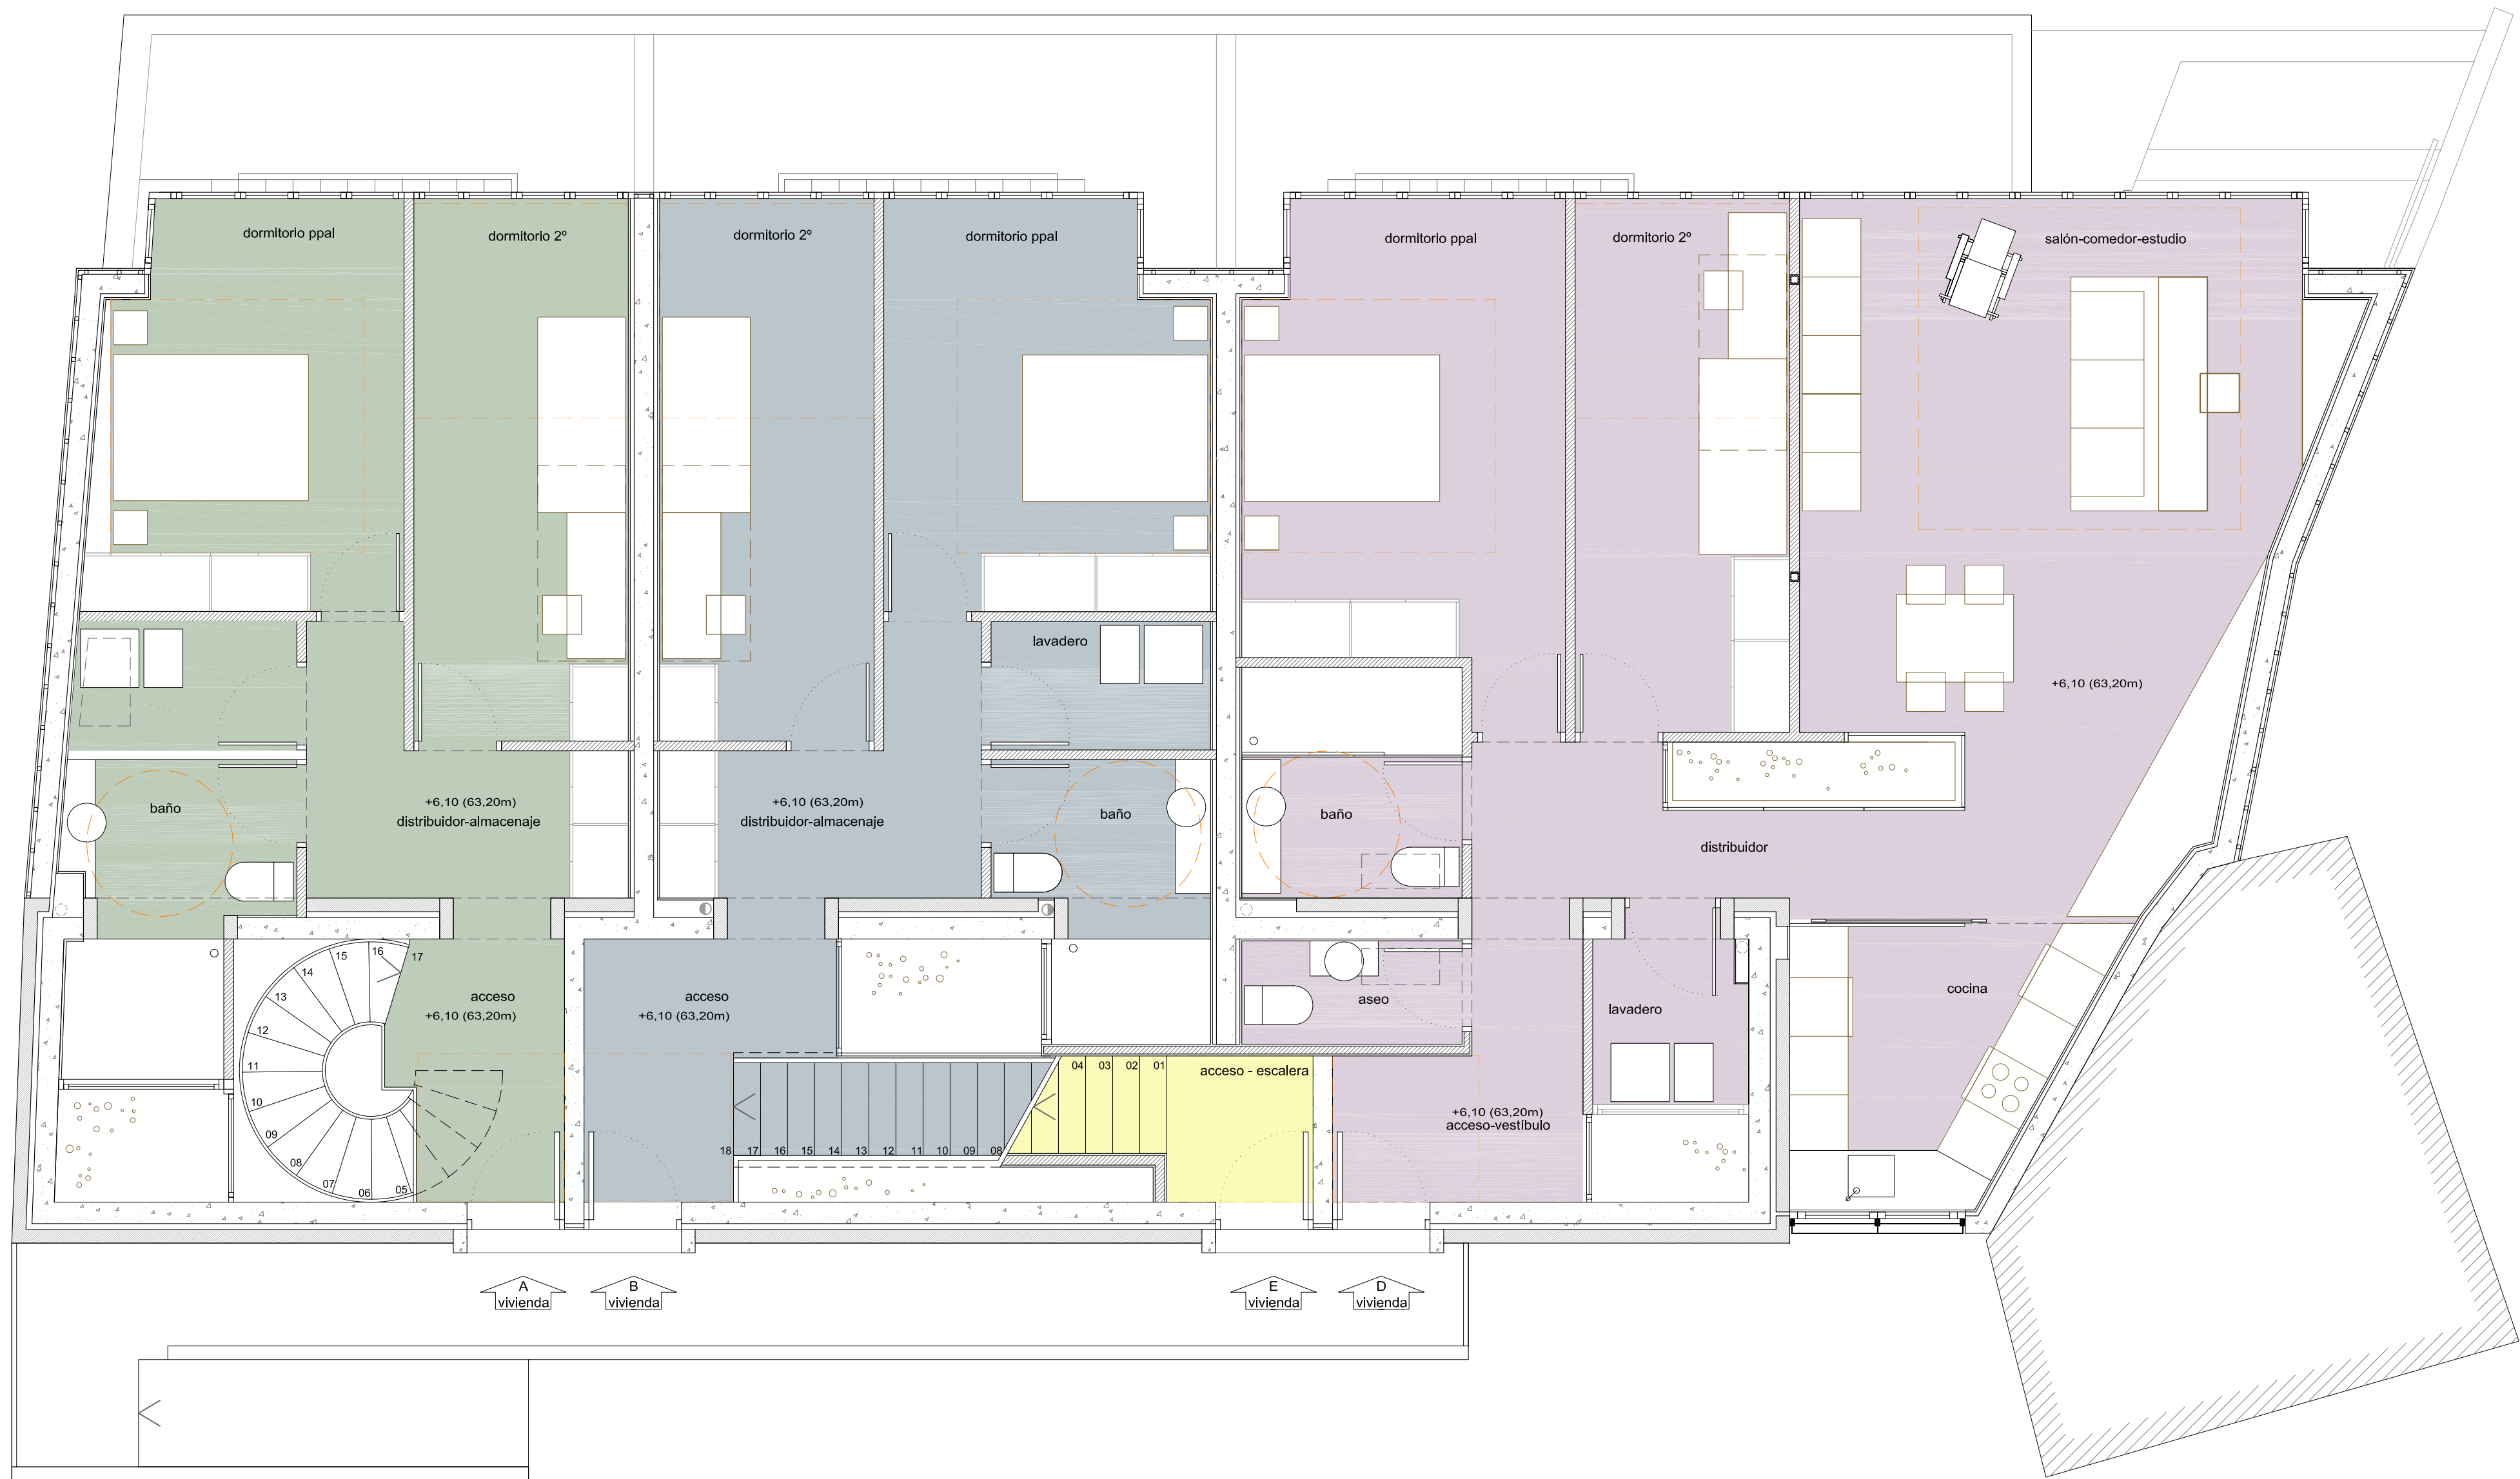 dormitorio ppal
dormitorio 2º
dormitorio 2º
dormitorio ppal
dormitorio ppal
dormitorio 2º
salón-comedor-estudio
lavadero
+6,10 (63,20m)
baño
+6,10 (63,20m)
distribuidor-almacenaje
+6,10 (63,20m)
distribuidor-almacenaje
baño
baño
distribuidor
16
17
15
14
13
12
11
10
09
08
07
06
05
acceso
+6,10 (63,20m)
acceso
+6,10 (63,20m)
aseo
lavadero
cocina
04
03
02
01
acceso - escalera
18
17
16
15
14
13
12
11
10
09
08
+6,10 (63,20m)
acceso-vestíbulo
A
vivienda
B
vivienda
E
vivienda
D
vivienda